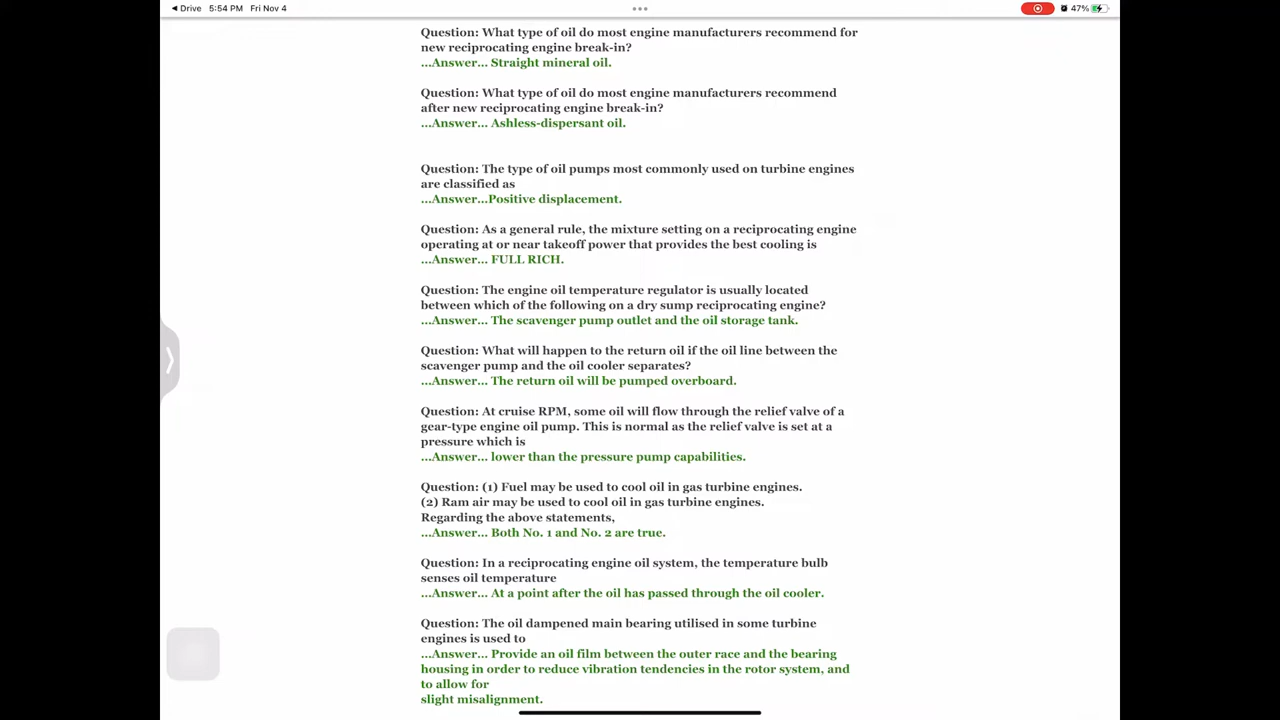 Drive 5:54 PM Fri Nov 4
47%
Question: What type of oil do most engine manufacturers recommend for
new reciprocating engine break-in?
...Answer... Straight mineral oil.
Question: What type of oil do most engine manufacturers recommend
after new reciprocating engine break-in?
...Answer... Ashless-dispersant oil.
Question: The type of oil pumps most commonly used on turbine engines
are classified as
...Answer...Positive displacement.
Question: As a general rule, the mixture setting on a reciprocating engine
operating at or near takeoff power that provides the best cooling is
...Answer... FULL RICH.
Question: The engine oil temperature regulator is usually located
between which of the following on a dry sump reciprocating engine?
...Answer... The scavenger pump outlet and the oil storage tank.
Question: What will happen to the return oil if the oil line between the
scavenger pump and the oil cooler separates?
...Answer... The return oil will be pumped overboard.
Question: At cruise RPM, some oil will flow through the relief valve of a
gear-type engine oil pump. This is normal as the relief valve is set at a
pressure which is
...Answer... lower than the pressure pump capabilities.
Question: (1) Fuel may be used to cool oil in gas turbine engines.
(2) Ram air may be used to cool oil in gas turbine engines.
Regarding the above statements,
...Answer... Both No. 1 and No. 2 are true.
Question: In a reciprocating engine oil system, the temperature bulb
senses oil temperature
...Answer... At a point after the oil has passed through the oil cooler.
Question: The oil dampened main bearing utilised in some turbine
engines is used to
...Answer... Provide an oil film between the outer race and the bearing
housing in order to reduce vibration tendencies in the rotor system, and
to allow for
slight misalignment.